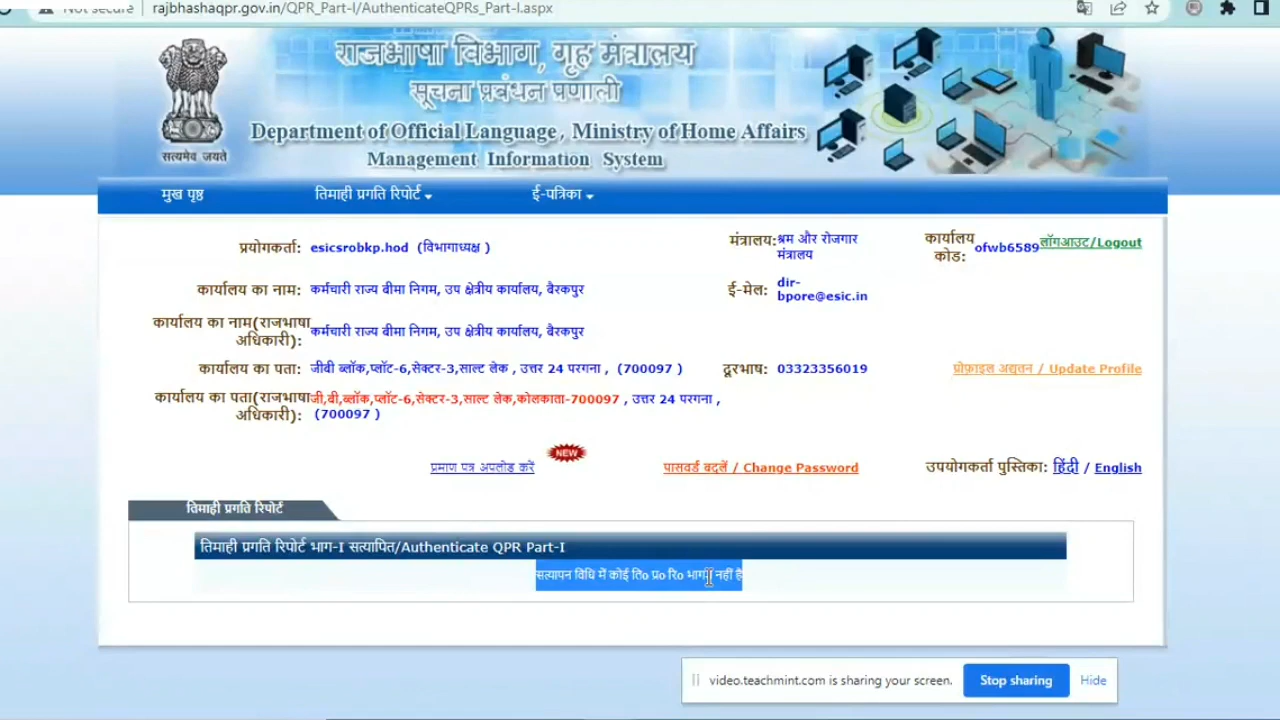 Not secure rajbhashaqpr.gov.in/QPR_Part-I/AuthenticateQPRs_Part-I.aspx
राजभाषा विभाग, गृह मंत्रालय
सूचना प्रबंधन प्रणाली
Department of Official Language, Ministry of Home Affairs
Management Information System
सत्यमेव जयते
मुख पृष्ठ तिमाही प्रगति रिपोर्ट ई-पत्रिका
प्रयोगकर्ता: esicsrobkp.hod (विभागाध्यक्ष ) मंत्रालय: श्रम और रोजगार मंत्रालय कार्यालय कोड: ofwb6589 लॉगआउट/Logout
कार्यालय का नाम: कर्मचारी राज्य बीमा निगम, उप क्षेत्रीय कार्यालय, बैरकपुर ई-मेल: dir-bpore@esic.in
कार्यालय का नाम(राजभाषा अधिकारी): कर्मचारी राज्य बीमा निगम, उप क्षेत्रीय कार्यालय, बैरकपुर
कार्यालय का पता: जीबी ब्लॉक,प्लॉट-6,सेक्टर-3,साल्ट लेक , उत्तर 24 परगना , (700097 ) दूरभाष: 03323356019 प्रोफ़ाइल अद्यतन / Update Profile
कार्यालय का पता(राजभाषा अधिकारी): जी,बी,ब्लॉक,प्लॉट-6,सेक्टर-3,साल्ट लेक,कोलकाता-700097 , उत्तर 24 परगना ,
(700097 )
NEW
प्रमाण पत्र अपलोड करें पासवर्ड बदलें / Change Password उपयोगकर्ता पुस्तिका: हिंदी / English
तिमाही प्रगति रिपोर्ट
तिमाही प्रगति रिपोर्ट भाग-I सत्यापित/Authenticate QPR Part-I
सत्यापन विधि में कोई ति० प्र० रि० नहीं है
video.teachmint.com is sharing your screen. Stop sharing Hide